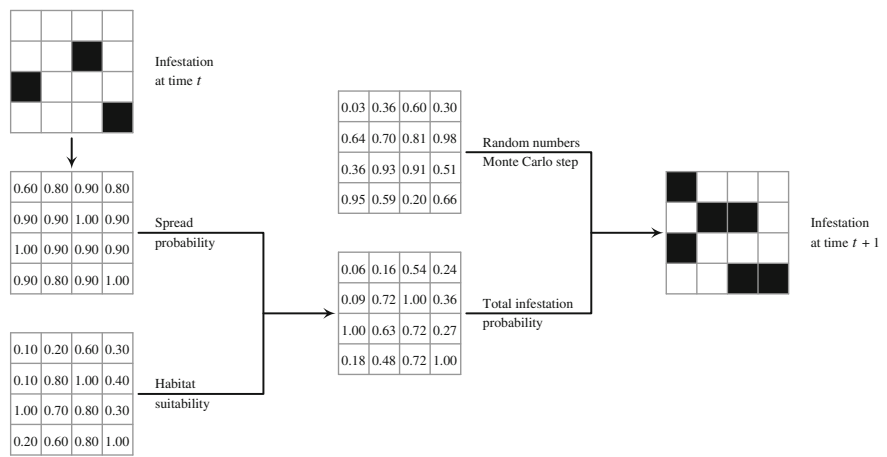 Infestation
at time t
0.60 0.80 0.90 0.80
0.90 0.90 1.00 0.90
1.00 0.90 0.90 0.90
0.90 0.80 0.90 1.00
Spread
probability
0.10 0.20 0.60 0.30
0.10 0.80 1.00 0.40
1.00 0.70 0.80 0.30
0.20 0.60 0.80 1.00
Habitat
suitability
0.03 0.36 0.60 0.30
0.64 0.70 0.81 0.98
0.36 0.93 0.91 0.51
0.95 0.59 0.20 0.66
Random numbers
Monte Carlo step
0.06 0.16 0.54 0.24
0.09 0.72 1.00 0.36
1.00 0.63 0.72 0.27
0.18 0.48 0.72 1.00
Total infestation
probability
Infestation
at time t + 1